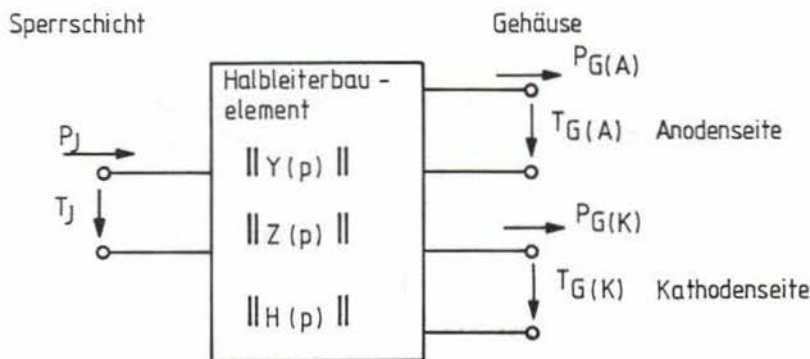 Sperrschicht
Gehäuse
Halbleiterbau-
element
P_J
T_J
‖ Y(p) ‖
‖ Z(p) ‖
‖ H(p) ‖
P_G(A)
T_G(A) Anodenseite
P_G(K)
T_G(K) Kathodenseite